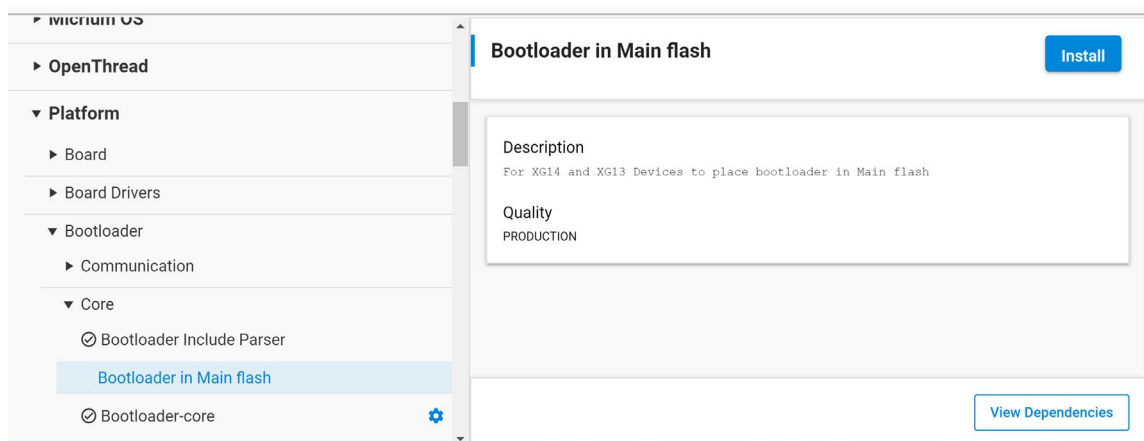 Micrium OS
OpenThread
Platform
Board
Board Drivers
Bootloader
Communication
Core
Bootloader Include Parser
Bootloader in Main flash
Bootloader-core
Bootloader in Main flash
Install
Description
For XG14 and XG13 Devices to place bootloader in Main flash
Quality
PRODUCTION
View Dependencies